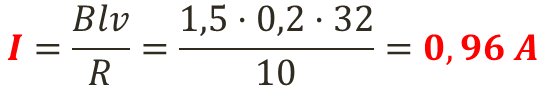 I = Blv / R = 1,5 · 0,2 · 32 / 10 = 0,96 A